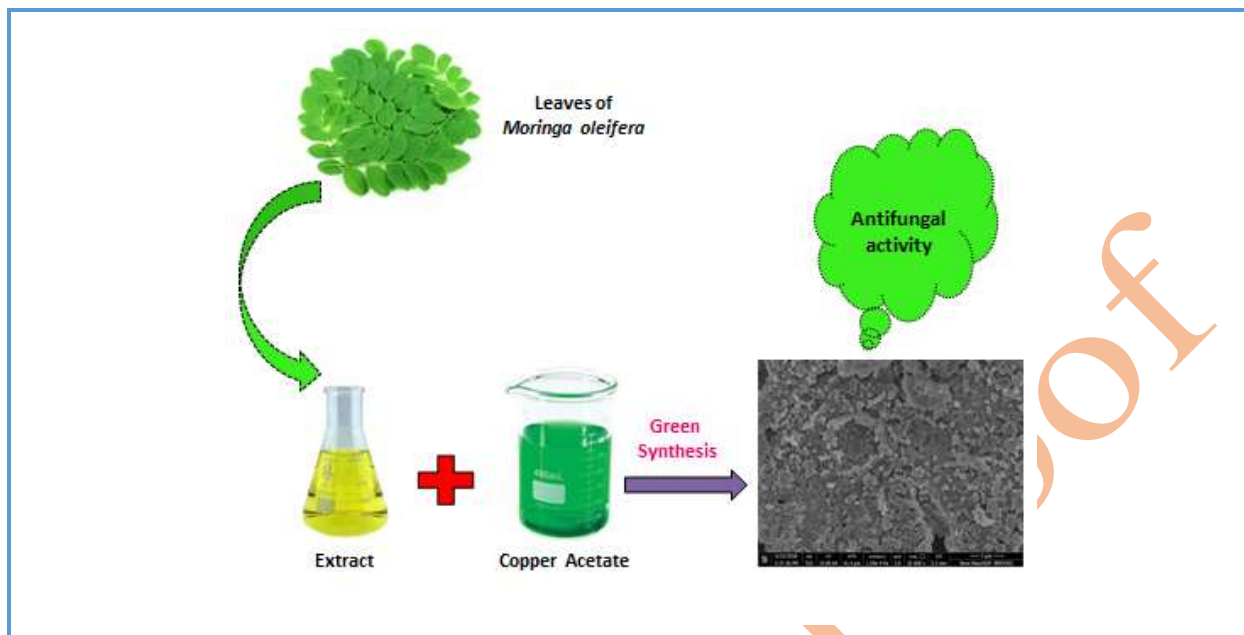 Leaves of
Moringa oleifera
Antifungal
activity
Green
Synthesis
Extract
Copper Acetate